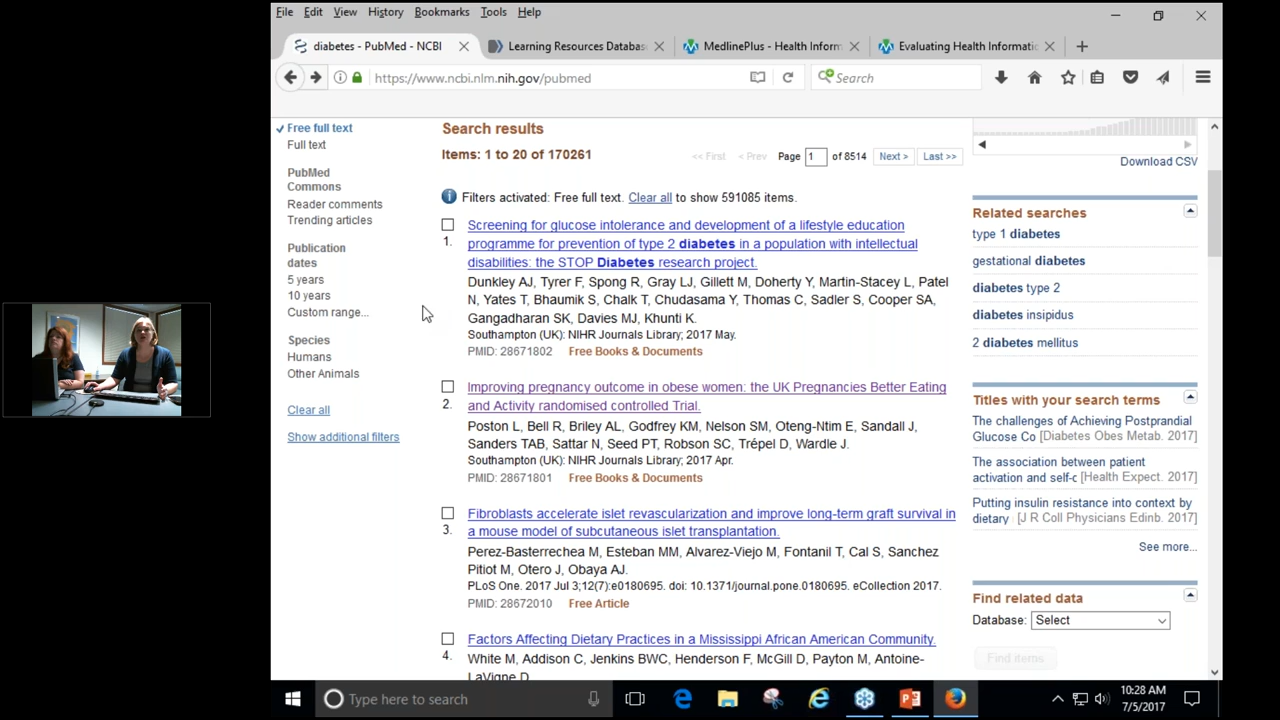 File Edit View History Bookmarks Tools Help
diabetes - PubMed - NCBI
Learning Resources Databas
MedlinePlus - Health Inform
Evaluating Health Informatic
https://www.ncbi.nlm.nih.gov/pubmed
Search
Free full text
Full text
PubMed
Commons
Reader comments
Trending articles
Publication
dates
5 years
10 years
Custom range...
Species
Humans
Other Animals
Clear all
Show additional filters
Search results
Items: 1 to 20 of 170261
<< First < Prev Page 1 of 8514 Next > Last >>
Filters activated: Free full text. Clear all to show 591085 items.
1.
Screening for glucose intolerance and development of a lifestyle education
programme for prevention of type 2 diabetes in a population with intellectual
disabilities: the STOP Diabetes research project.
Dunkley AJ, Tyrer F, Spong R, Gray LJ, Gillett M, Doherty Y, Martin-Stacey L, Patel
N, Yates T, Bhaumik S, Chalk T, Chudasama Y, Thomas C, Sadler S, Cooper SA,
Gangadharan SK, Davies MJ, Khunti K.
Southampton (UK): NIHR Journals Library; 2017 May.
PMID: 28671802 Free Books & Documents
2.
Improving pregnancy outcome in obese women: the UK Pregnancies Better Eating
and Activity randomised controlled Trial.
Poston L, Bell R, Briley AL, Godfrey KM, Nelson SM, Oteng-Ntim E, Sandall J,
Sanders TAB, Sattar N, Seed PT, Robson SC, Trépel D, Wardle J.
Southampton (UK): NIHR Journals Library; 2017 Apr.
PMID: 28671801 Free Books & Documents
3.
Fibroblasts accelerate islet revascularization and improve long-term graft survival in
a mouse model of subcutaneous islet transplantation.
Perez-Basterrechea M, Esteban MM, Alvarez-Viejo M, Fontanil T, Cal S, Sanchez
Pitiot M, Otero J, Obaya AJ.
PLoS One. 2017 Jul 3;12(7):e0180695. doi: 10.1371/journal.pone.0180695. eCollection 2017.
PMID: 28672010 Free Article
4.
Factors Affecting Dietary Practices in a Mississippi African American Community.
White M, Addison C, Jenkins BWC, Henderson F, McGill D, Payton M, Antoine-
LaVigne D
Download CSV
Related searches
type 1 diabetes
gestational diabetes
diabetes type 2
diabetes insipidus
2 diabetes mellitus
Titles with your search terms
The challenges of Achieving Postprandial
Glucose Co [Diabetes Obes Metab. 2017]
The association between patient
activation and self-c [Health Expect. 2017]
Putting insulin resistance into context by
dietary [J R Coll Physicians Edinb. 2017]
See more...
Find related data
Database: Select
Find items
Type here to search
10:28 AM
7/5/2017